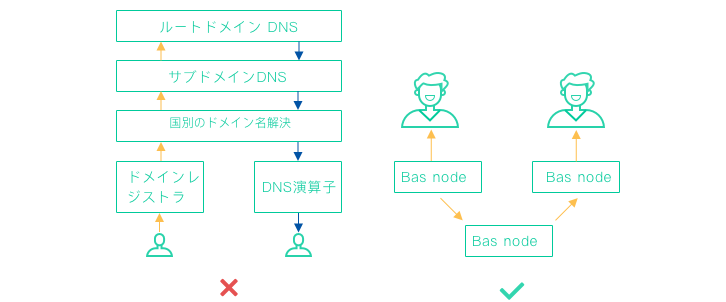 ルートドメイン DNS
サブドメインDNS
国別のドメイン名解決
ドメインレ
ジストラ
DNS演算子
Bas node
Bas node
Bas node